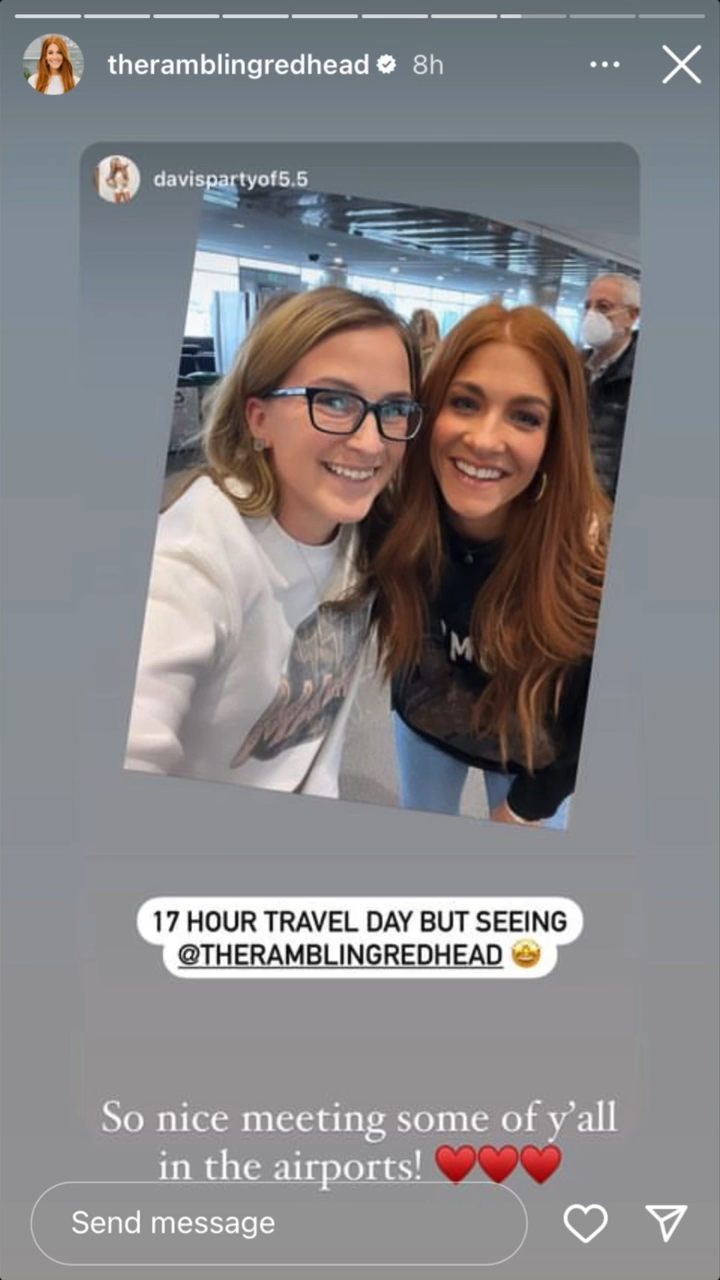 theramblingredhead 8h
davispartyof5.5
17 HOUR TRAVEL DAY BUT SEEING
@THERAMBLINGREDHEAD 🤩
So nice meeting some of y’all
in the airports! ♥️♥️♥️
Send message